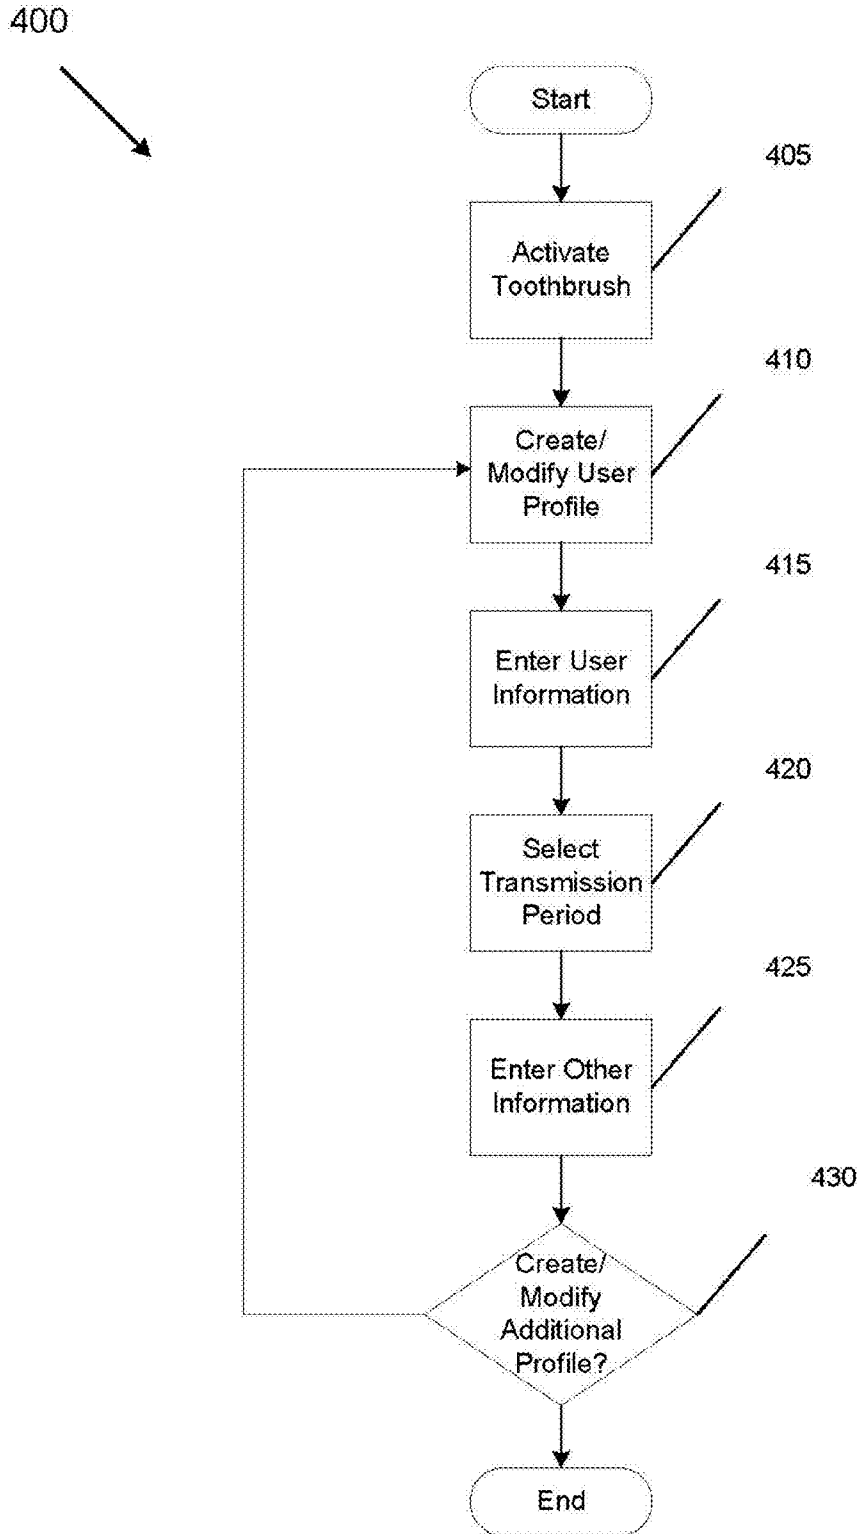 400
Start
405
Activate
Toothbrush
410
Create/
Modify User
Profile
415
Enter User
Information
420
Select
Transmission
Period
425
Enter Other
Information
430
Create/
Modify
Additional
Profile?
End